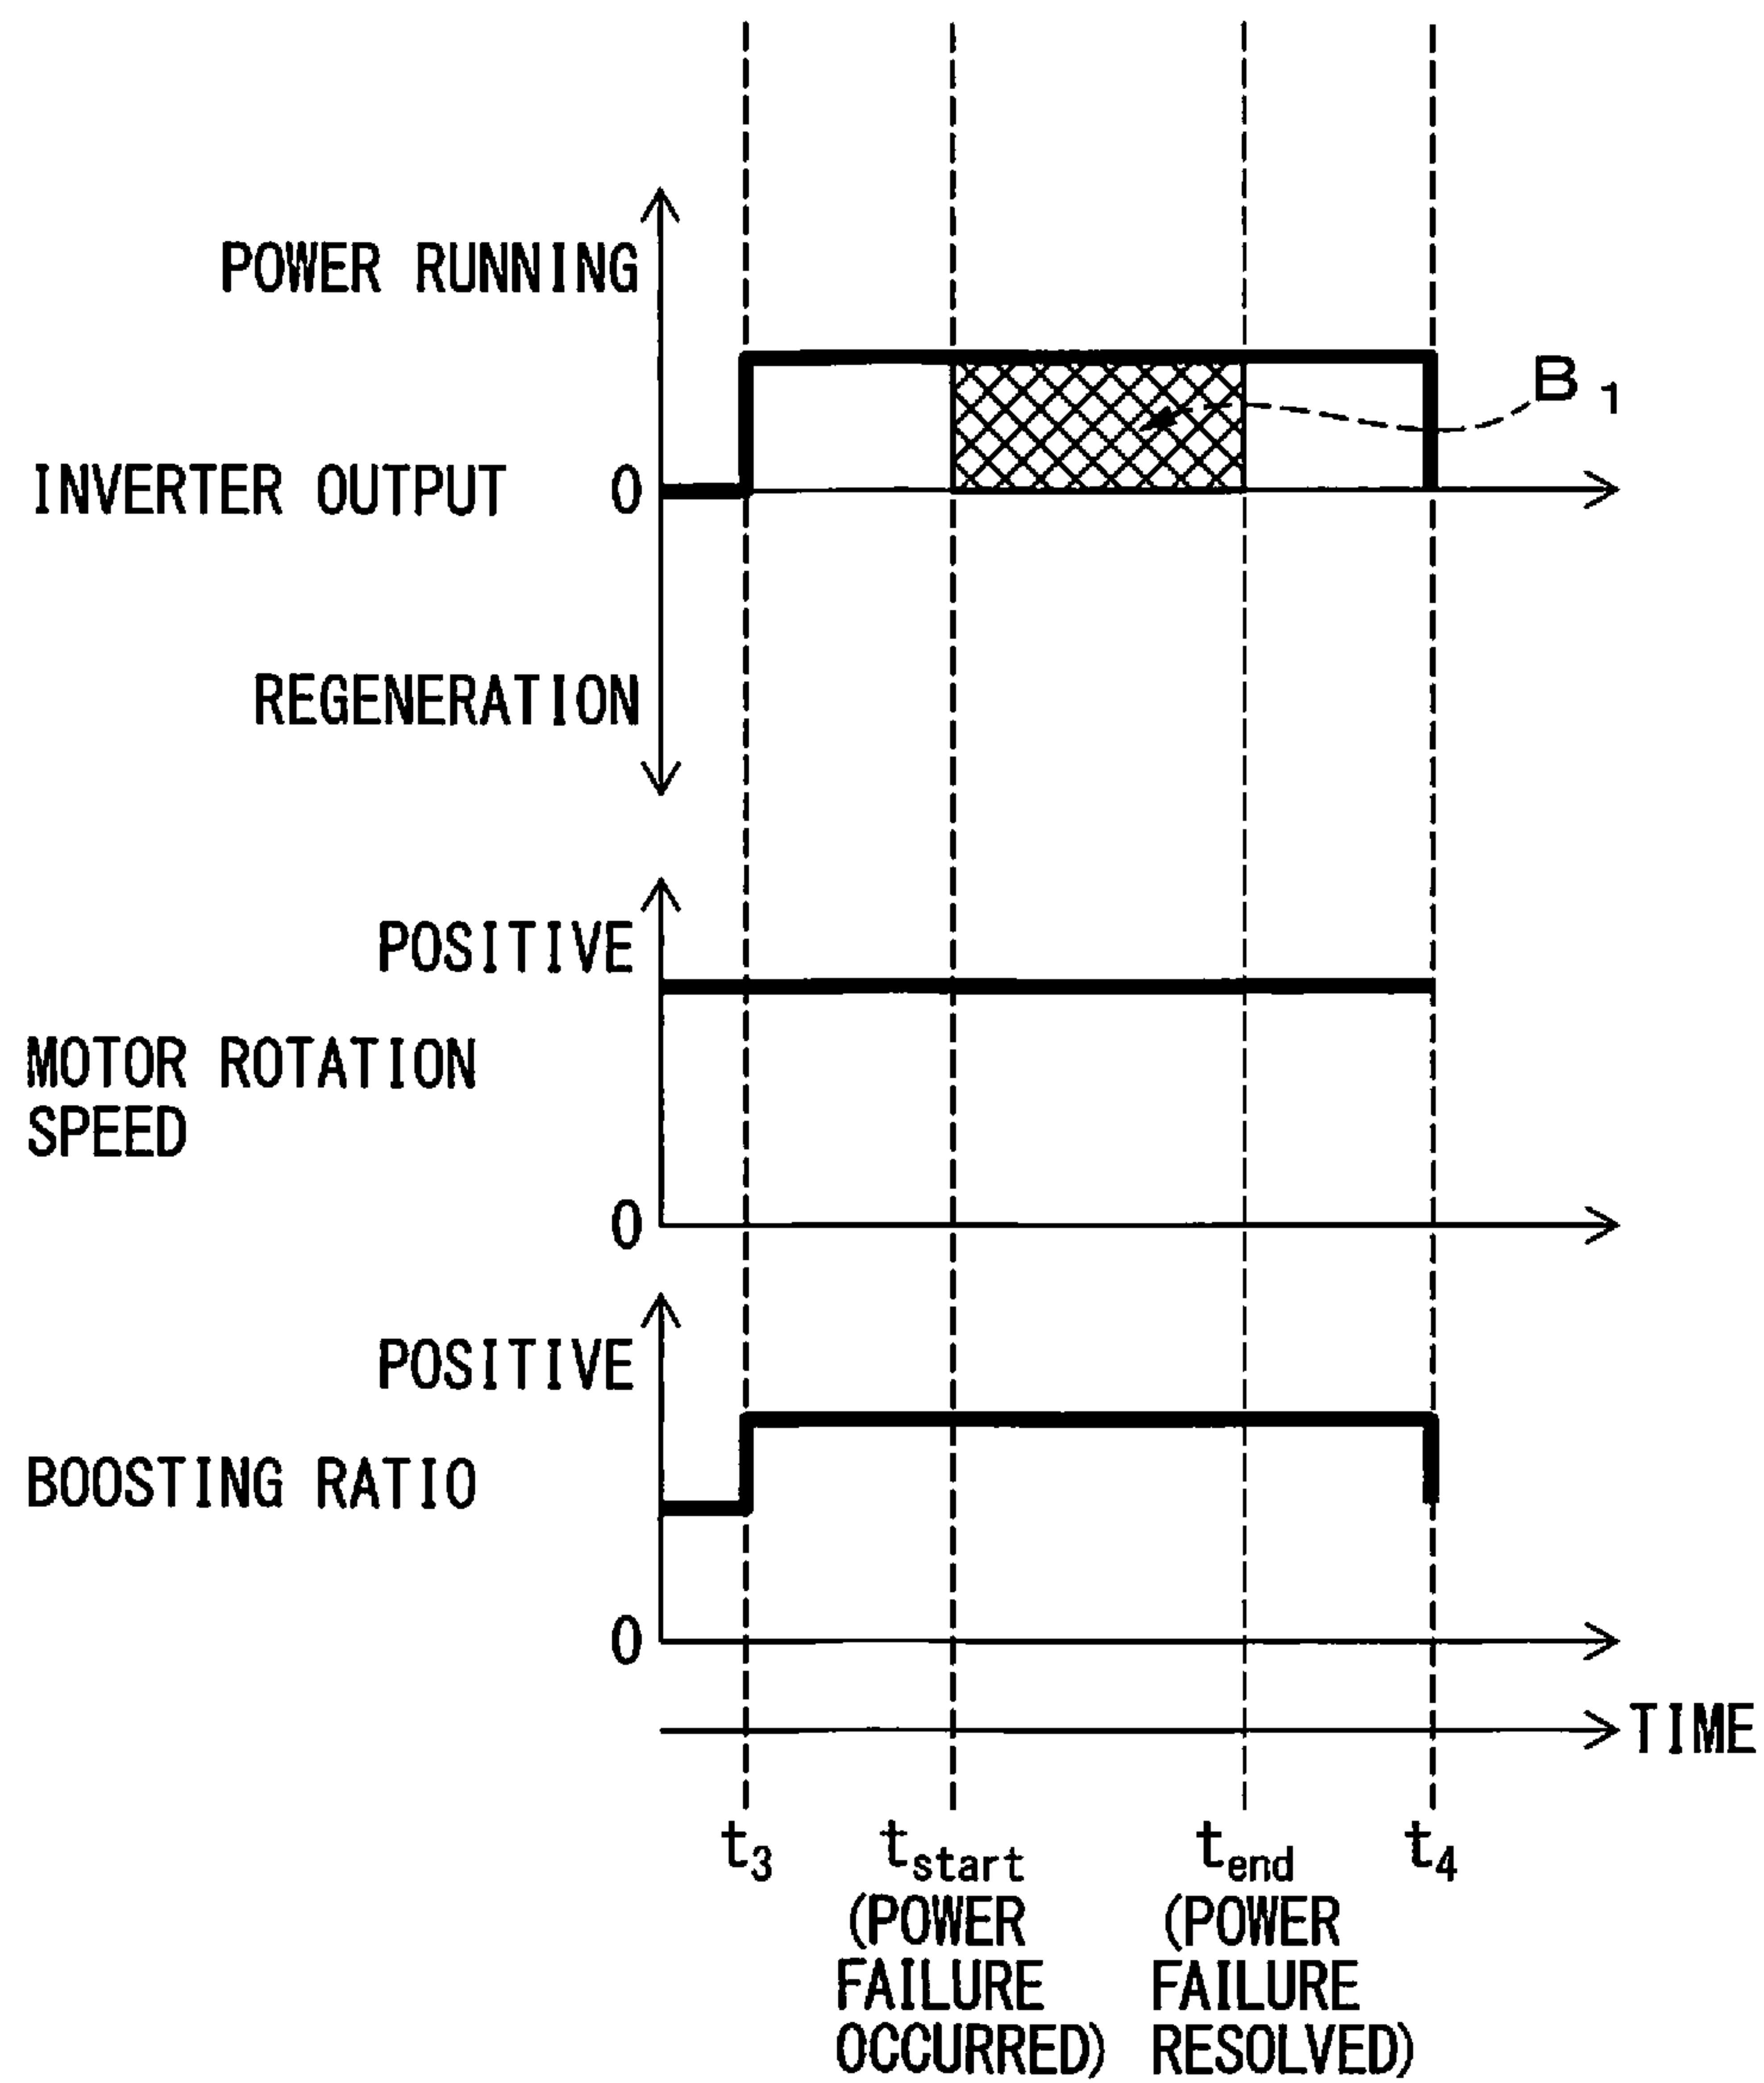 POWER RUNNING
B1
INVERTER OUTPUT 0
REGENERATION
POSITIVE
MOTOR ROTATION
SPEED
0
POSITIVE
BOOSTING RATIO
0
TIME
t3 tstart tend t4
(POWER (POWER
FAILURE FAILURE
OCCURRED) RESOLVED)